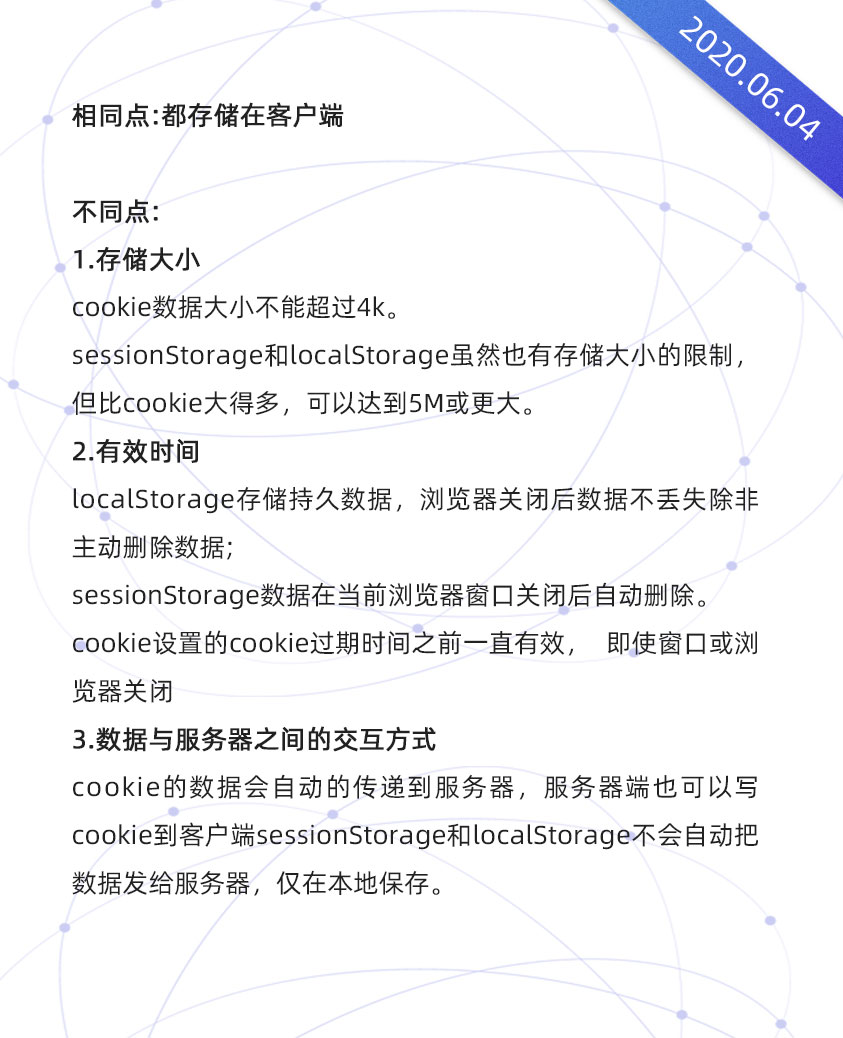 2020.06.04
相同点:都存储在客户端
不同点:
1.存储大小
cookie数据大小不能超过4k。
sessionStorage和localStorage虽然也有存储大小的限制，
但比cookie大得多，可以达到5M或更大。
2.有效时间
localStorage存储持久数据，浏览器关闭后数据不丢失除非
主动删除数据;
sessionStorage数据在当前浏览器窗口关闭后自动删除。
cookie设置的cookie过期时间之前一直有效， 即使窗口或浏
览器关闭
3.数据与服务器之间的交互方式
cookie的数据会自动的传递到服务器，服务器端也可以写
cookie到客户端sessionStorage和localStorage不会自动把
数据发给服务器，仅在本地保存。